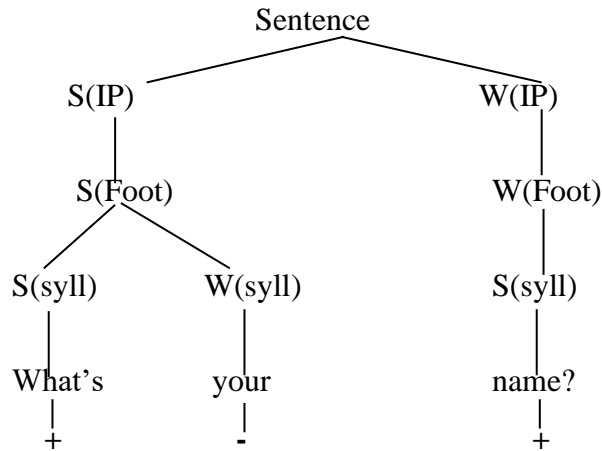 Sentence
S(IP) W(IP)
S(Foot) W(Foot)
S(syll) W(syll) S(syll)
What's your name?
+ - +